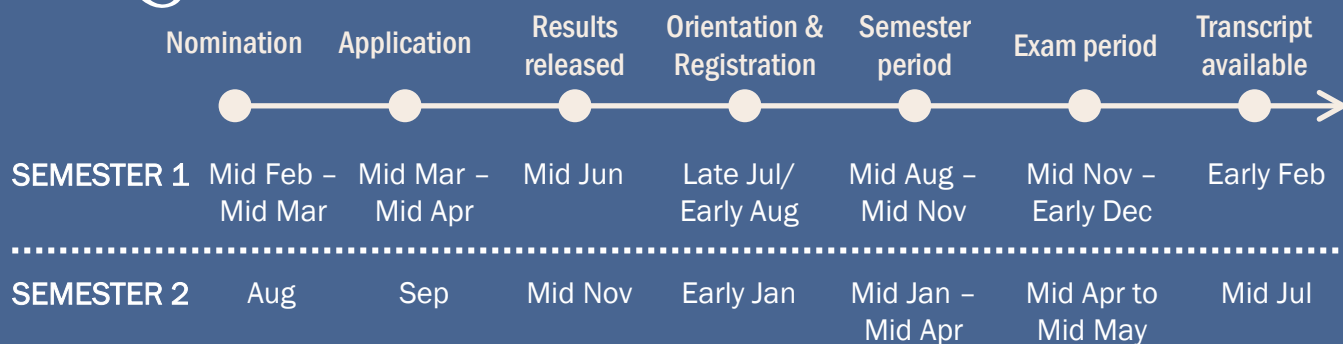 Nomination
Application
Results
released
Orientation &
Registration
Semester
period
Exam period
Transcript
available
SEMESTER 1
Mid Feb –
Mid Mar
Mid Mar –
Mid Apr
Mid Jun
Late Jul/
Early Aug
Mid Aug –
Mid Nov
Mid Nov –
Early Dec
Early Feb
SEMESTER 2
Aug
Sep
Mid Nov
Early Jan
Mid Jan –
Mid Apr
Mid Apr to
Mid May
Mid Jul